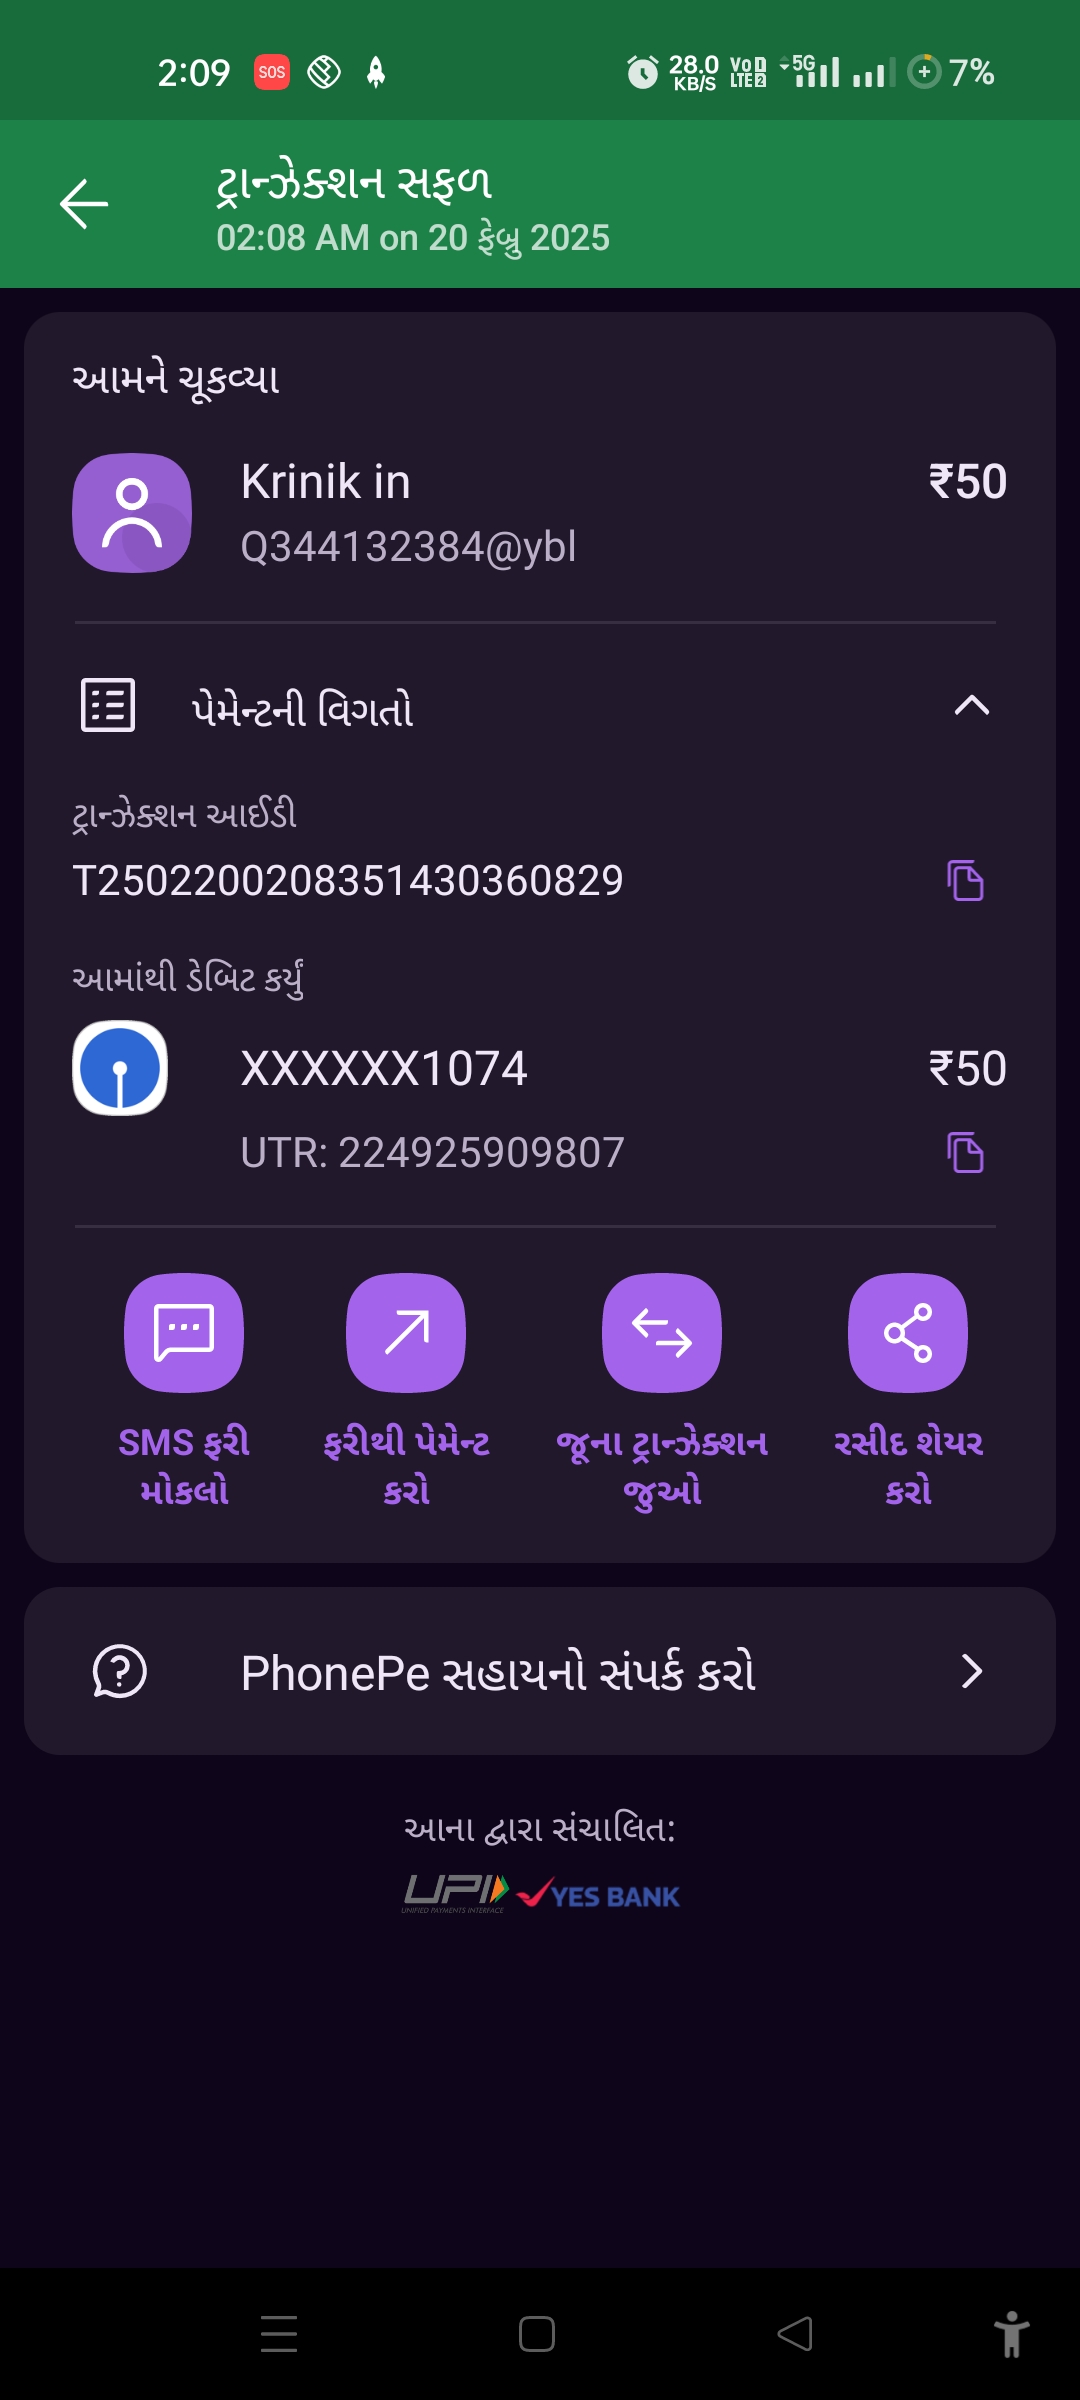 2:09 SOS 28.0 KB/S VoD LTE 2 5G 7%
ટ્રાન્ઝેક્શન સફળ
02:08 AM on 20 ફેબ્રુ 2025
આમને ચૂકવ્યા
Krinik in ₹50
Q344132384@ybl
પેમેન્ટની વિગતો
ટ્રાન્ઝેક્શન આઈડી
T2502200208351430360829
આમાંથી ડેબિટ કર્યું
XXXXXX1074 ₹50
UTR: 224925909807
SMS ફરી મોકલો
ફરીથી પેમેન્ટ કરો
જૂના ટ્રાન્ઝેક્શન જુઓ
રસીદ શેયર કરો
PhonePe સહાયનો સંપર્ક કરો
આના દ્વારા સંચાલિત:
UPI YES BANK
UNIFIED PAYMENTS INTERFACE